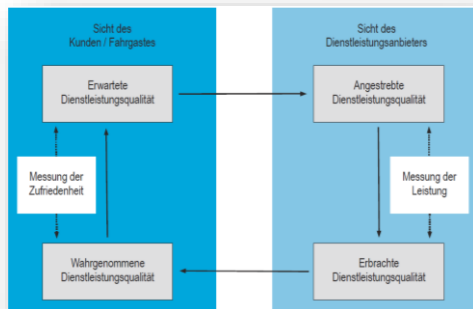 Sicht des
Kunden / Fahrgastes
Sicht des
Dienstleistungsanbieters
Erwartete
Dienstleistungsqualität
Angestrebte
Dienstleistungsqualität
Messung der
Zufriedenheit
Messung der
Leistung
Wahrgenommene
Dienstleistungsqualität
Erbrachte
Dienstleistungsqualität